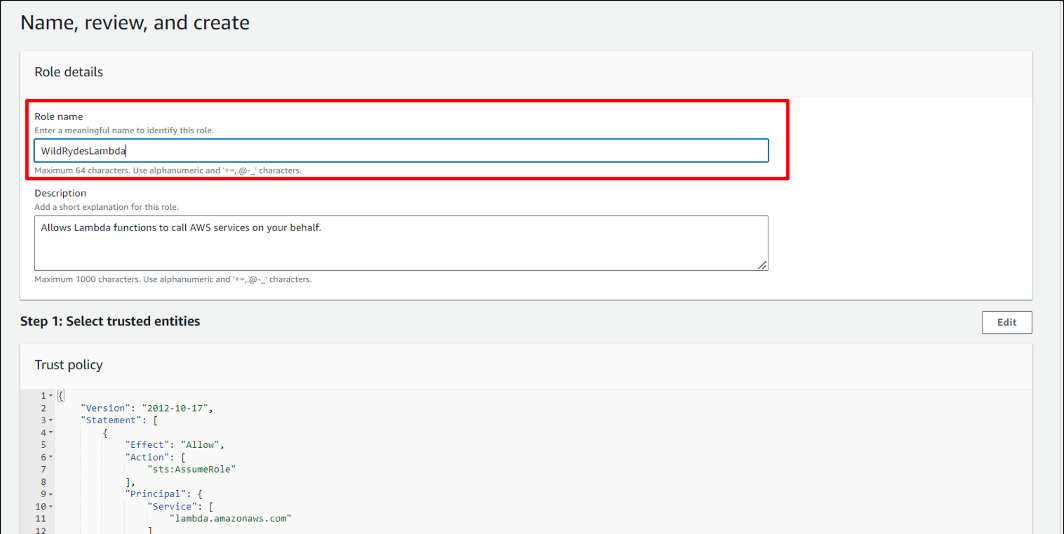 Name, review, and create
Role details
Role name
Enter a meaningful name to identify this role.
WildRydesLambda
Maximum 64 characters. Use alphanumeric and '+=,.@-_' characters.
Description
Add a short explanation for this role.
Allows Lambda functions to call AWS services on your behalf.
Maximum 1000 characters. Use alphanumeric and '+=,.@-_' characters.
Step 1: Select trusted entities
Edit
Trust policy
1 {
2 "Version": "2012-10-17",
3 "Statement": [
4 {
5 "Effect": "Allow",
6 "Action": [
7 "sts:AssumeRole"
8 ],
9 "Principal": {
10 "Service": [
11 "lambda.amazonaws.com"
12 ]